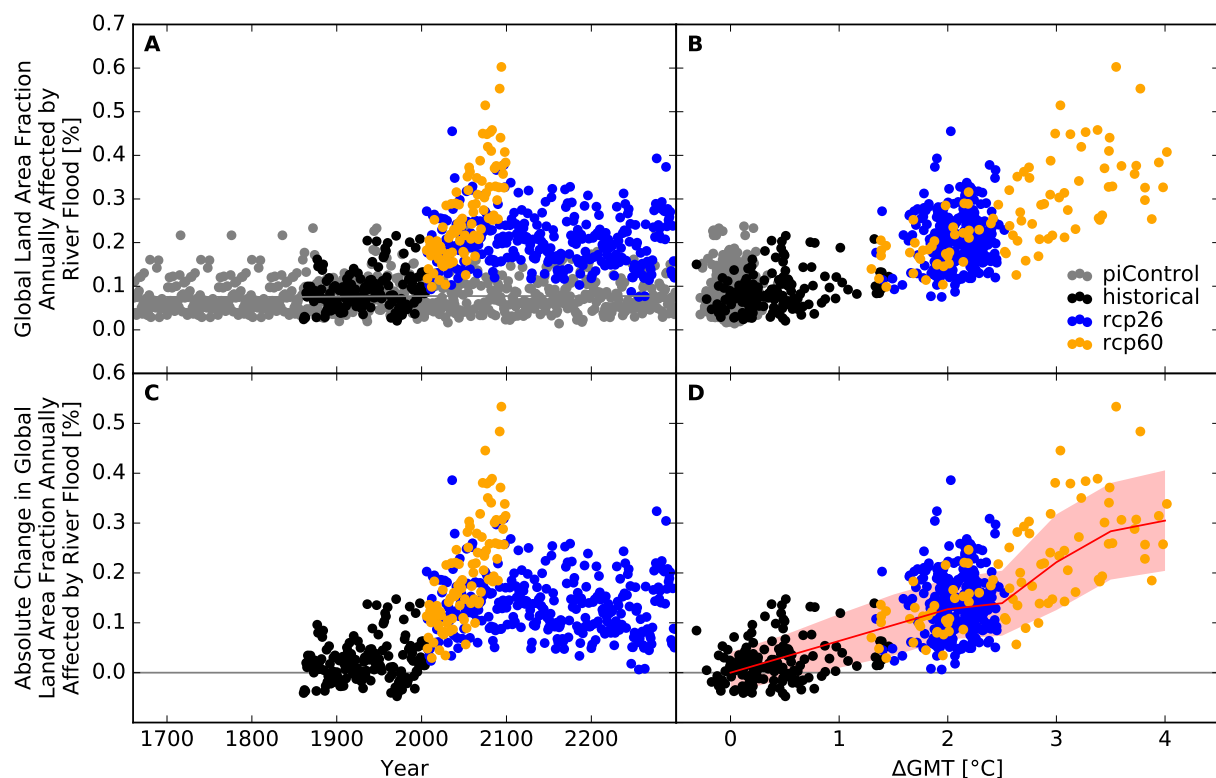 Global Land Area Fraction
Annually Affected by
River Flood [%]
0.7
0.6
0.5
0.4
0.3
0.2
0.1
0.0
A
B
piControl
historical
rcp26
rcp60
Absolute Change in Global
Land Area Fraction Annually
Affected by River Flood [%]
0.6
0.5
0.4
0.3
0.2
0.1
0.0
C
D
1700 1800 1900 2000 2100 2200
0 1 2 3 4
Year
ΔGMT [°C]